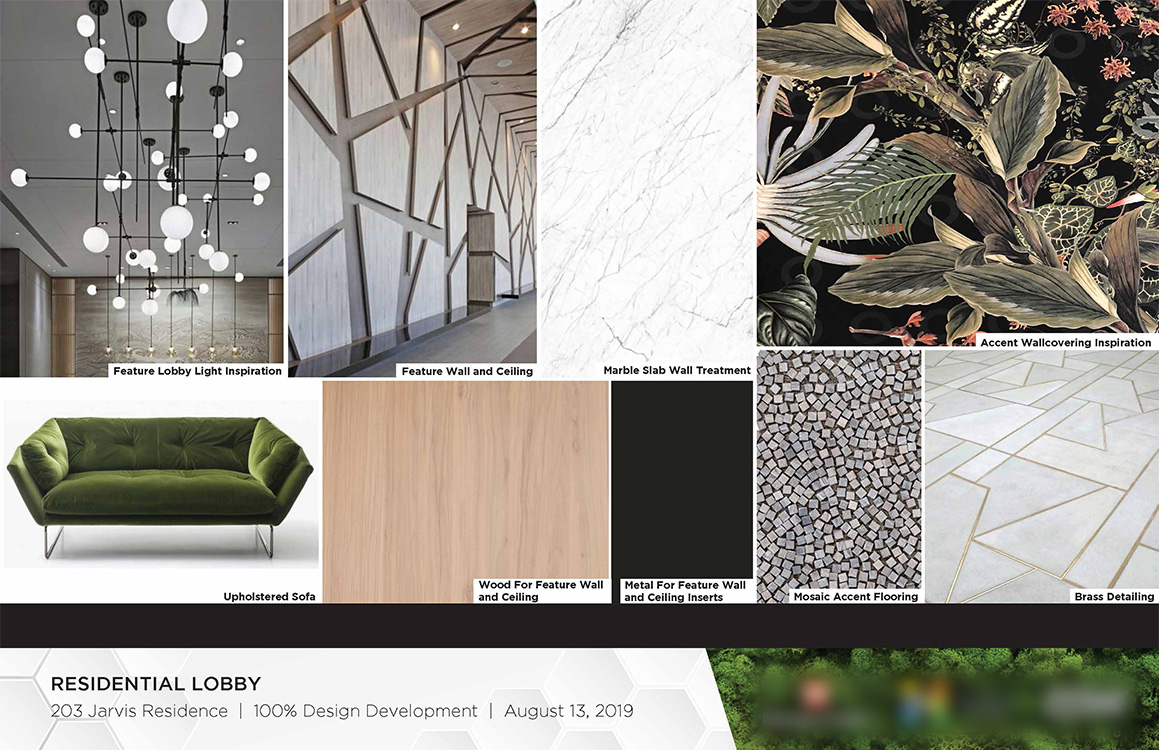 Feature Lobby Light Inspiration
Feature Wall and Ceiling
Marble Slab Wall Treatment
Accent Wallcovering Inspiration
Upholstered Sofa
Wood For Feature Wall
and Ceiling
Metal For Feature Wall
and Ceiling Inserts
Mosaic Accent Flooring
Brass Detailing
RESIDENTIAL LOBBY
203 Jarvis Residence | 100% Design Development | August 13, 2019